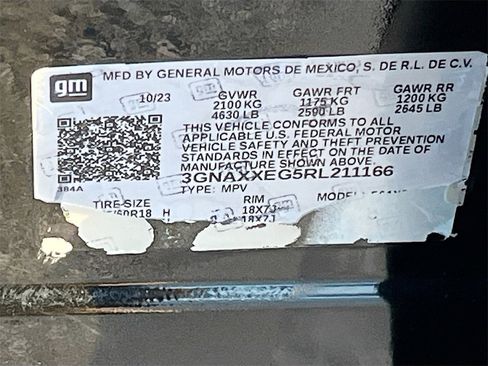 gm
MFD BY GENERAL MOTORS DE MEXICO, S. DE R.L. DE C.V.
10/23 GVWR GAWR FRT GAWR RR
2100 KG 1175 KG 1200 KG
4630 LB 2590 LB 2645 LB
THIS VEHICLE CONFORMS TO ALL
APPLICABLE U.S. FEDERAL MOTOR
VEHICLE SAFETY AND THEFT PREVENTION
STANDARDS IN EFFECT ON THE DATE OF
MANUFACTURE SHOWN ABOVE.
3GNAXXEG5RL211166
384A TYPE: MPV
TIRE SIZE RIM
/60R18 H 18X7J
18X7J